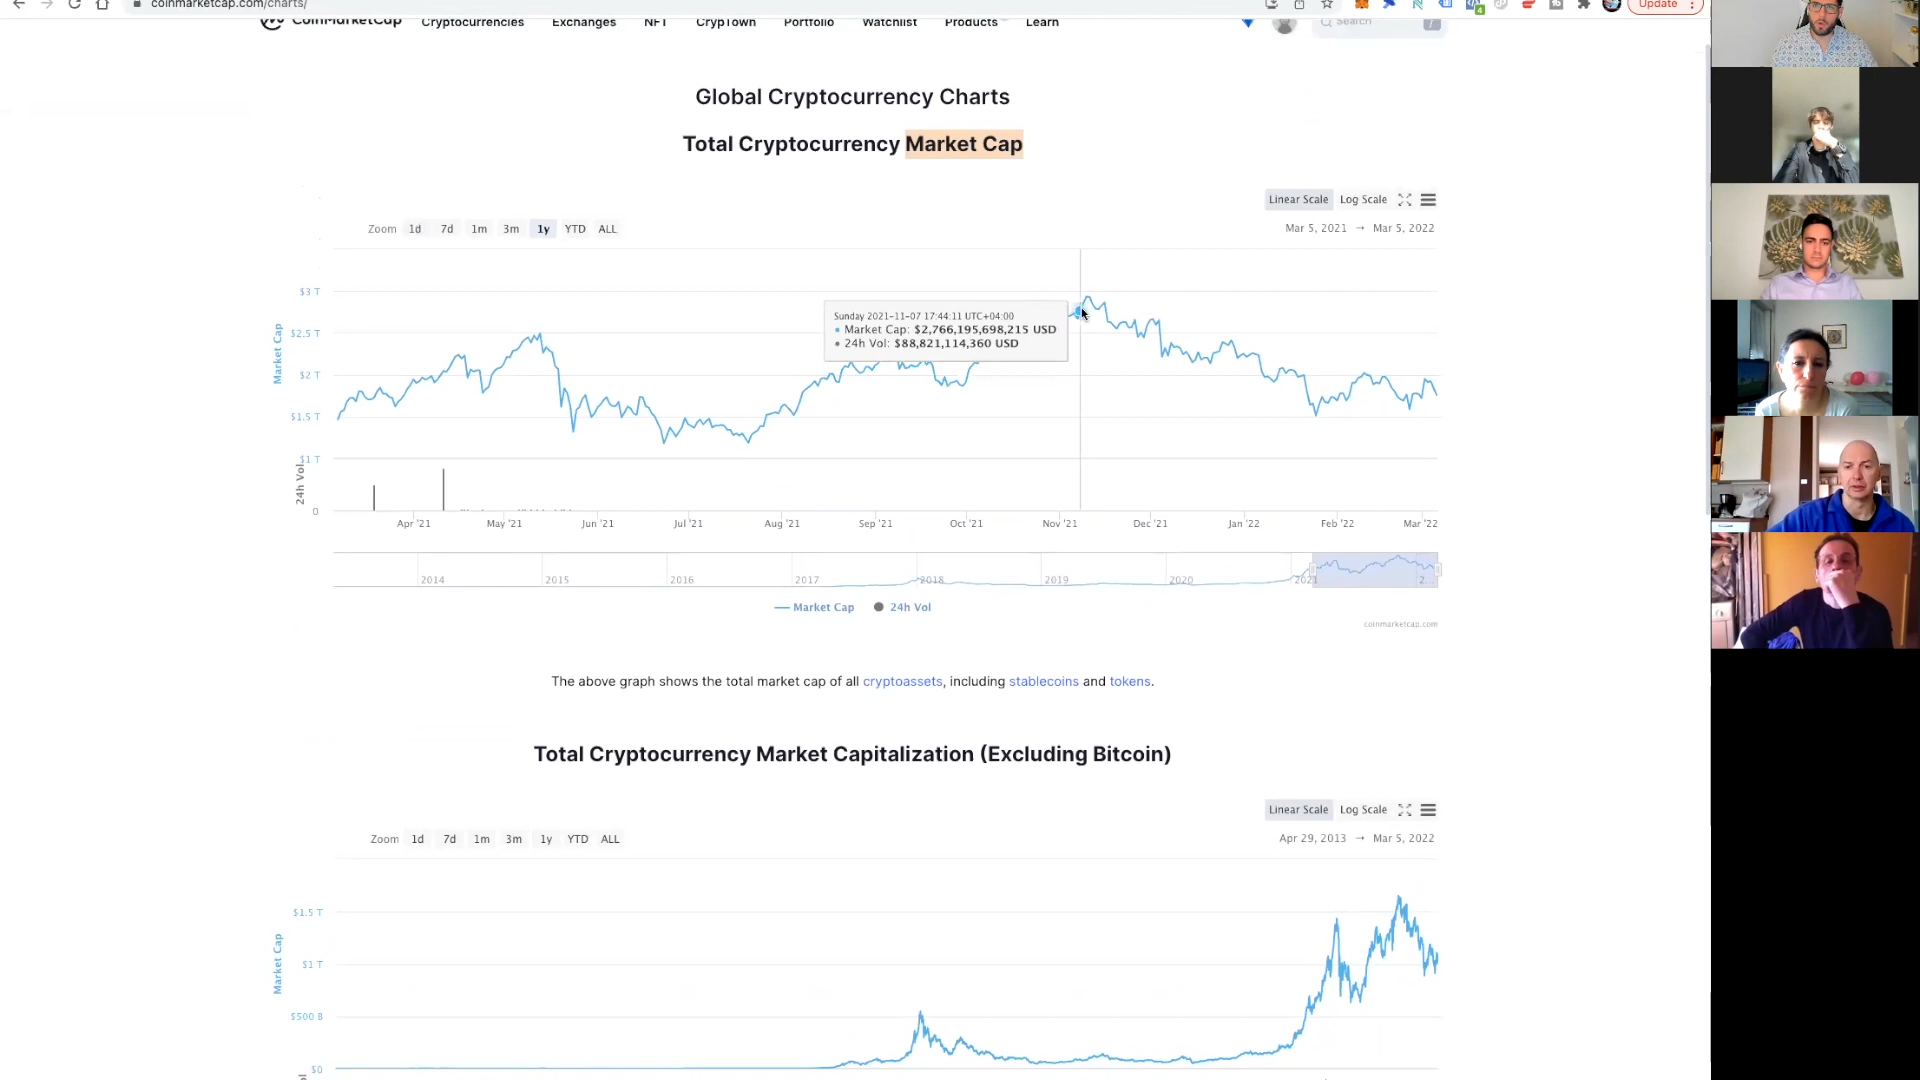 coinmarketcap.com/charts/
Update
CoinMarketCap Cryptocurrencies Exchanges NFT CrypTown Portfolio Watchlist Products Learn Search /
Global Cryptocurrency Charts
Total Cryptocurrency Market Cap
Linear Scale Log Scale
Zoom 1d 7d 1m 3m 1y YTD ALL
Mar 5, 2021 → Mar 5, 2022
$3 T
$2.5 T
$2 T
$1.5 T
$1 T
0
Market Cap
24h Vol
Sunday 2021-11-07 17:44:11 UTC+04:00
Market Cap: $2,766,195,698,215 USD
24h Vol: $88,821,114,360 USD
Apr '21 May '21 Jun '21 Jul '21 Aug '21 Sep '21 Oct '21 Nov '21 Dec '21 Jan '22 Feb '22 Mar '22
2014 2015 2016 2017 2018 2019 2020 2021 2...
Market Cap 24h Vol
coinmarketcap.com
The above graph shows the total market cap of all cryptoassets, including stablecoins and tokens.
Total Cryptocurrency Market Capitalization (Excluding Bitcoin)
Linear Scale Log Scale
Zoom 1d 7d 1m 3m 1y YTD ALL
Apr 29, 2013 → Mar 5, 2022
$1.5 T
$1 T
$500 B
$0
Market Cap